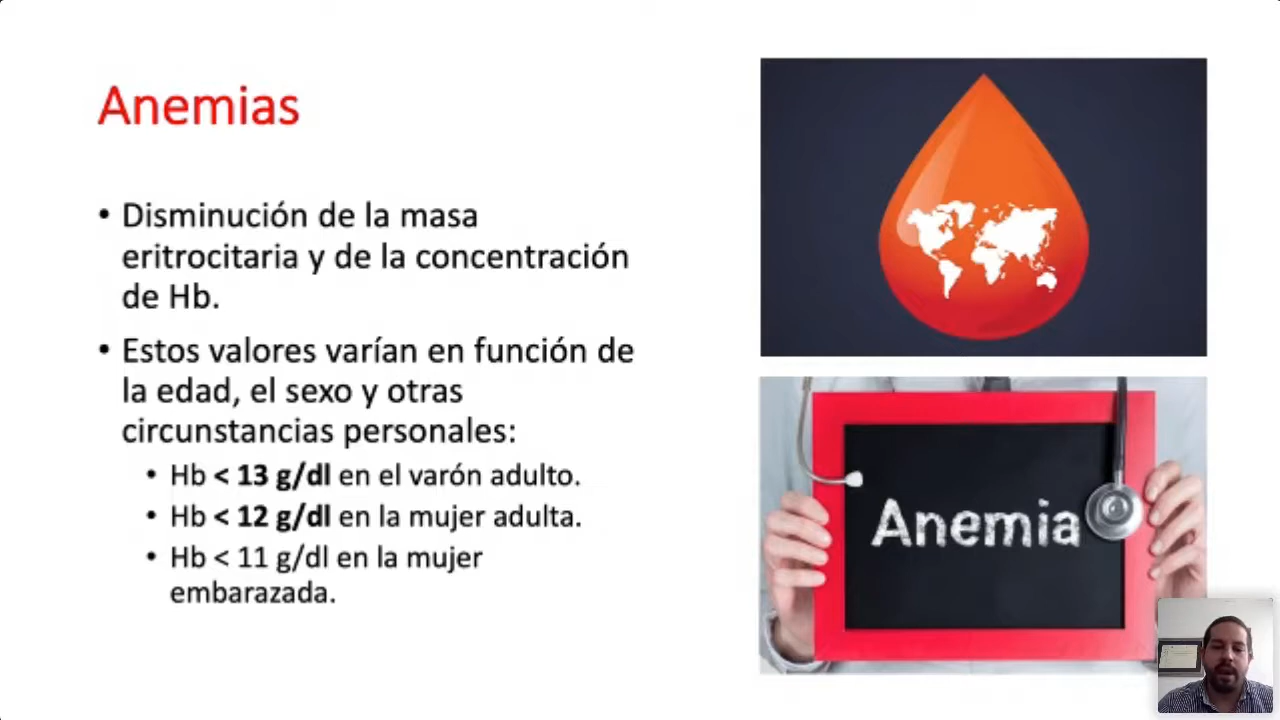 Anemias
• Disminución de la masa
eritrocitaria y de la concentración
de Hb.
• Estos valores varían en función de
la edad, el sexo y otras
circunstancias personales:
• Hb < 13 g/dl en el varón adulto.
• Hb < 12 g/dl en la mujer adulta.
• Hb < 11 g/dl en la mujer
embarazada.
Anemia